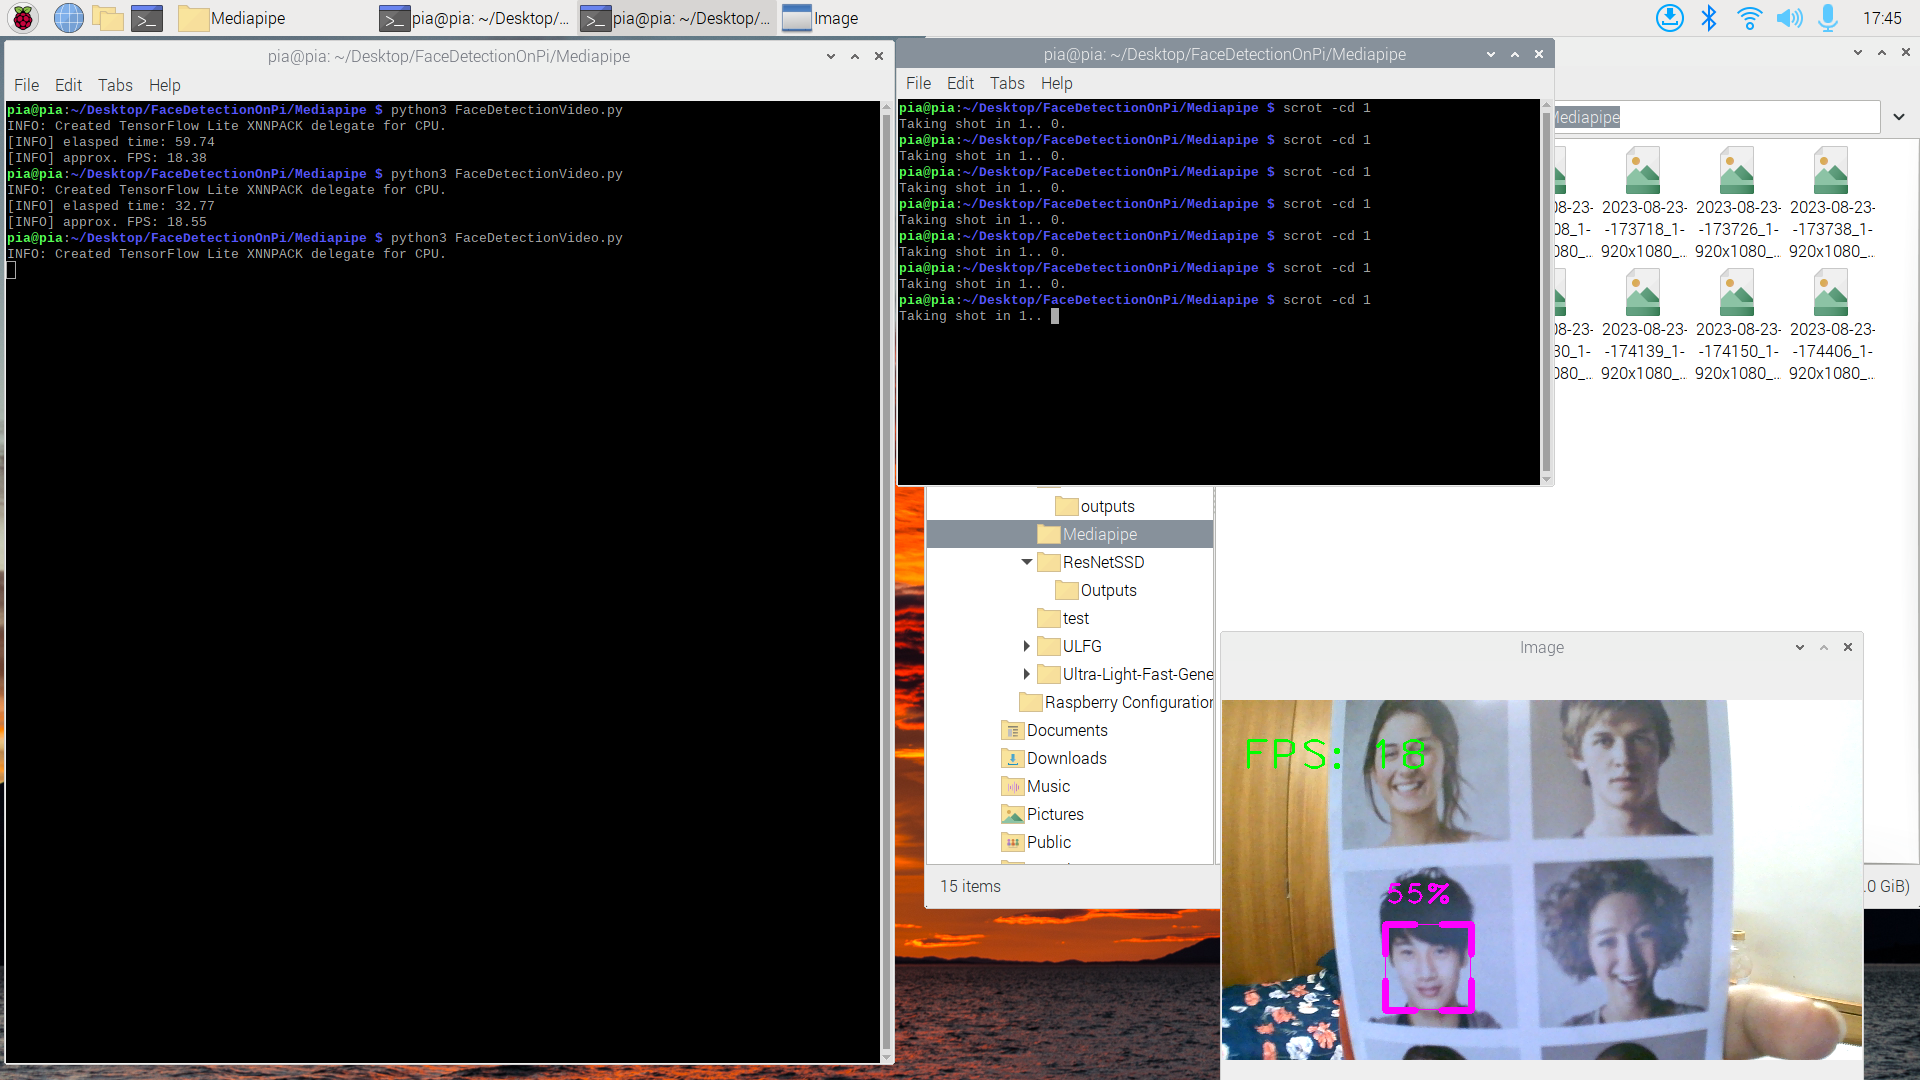 Mediapipe
pia@pia: ~/Desktop/...
pia@pia: ~/Desktop/...
Image
17:45
pia@pia: ~/Desktop/FaceDetectionOnPi/Mediapipe
File Edit Tabs Help
pia@pia:~/Desktop/FaceDetectionOnPi/Mediapipe $ python3 FaceDetectionVideo.py
INFO: Created TensorFlow Lite XNNPACK delegate for CPU.
[INFO] elasped time: 59.74
[INFO] approx. FPS: 18.38
pia@pia:~/Desktop/FaceDetectionOnPi/Mediapipe $ python3 FaceDetectionVideo.py
INFO: Created TensorFlow Lite XNNPACK delegate for CPU.
[INFO] elasped time: 32.77
[INFO] approx. FPS: 18.55
pia@pia:~/Desktop/FaceDetectionOnPi/Mediapipe $ python3 FaceDetectionVideo.py
INFO: Created TensorFlow Lite XNNPACK delegate for CPU.
pia@pia: ~/Desktop/FaceDetectionOnPi/Mediapipe
File Edit Tabs Help
pia@pia:~/Desktop/FaceDetectionOnPi/Mediapipe $ scrot -cd 1
Taking shot in 1.. 0.
pia@pia:~/Desktop/FaceDetectionOnPi/Mediapipe $ scrot -cd 1
Taking shot in 1.. 0.
pia@pia:~/Desktop/FaceDetectionOnPi/Mediapipe $ scrot -cd 1
Taking shot in 1.. 0.
pia@pia:~/Desktop/FaceDetectionOnPi/Mediapipe $ scrot -cd 1
Taking shot in 1.. 0.
pia@pia:~/Desktop/FaceDetectionOnPi/Mediapipe $ scrot -cd 1
Taking shot in 1.. 0.
pia@pia:~/Desktop/FaceDetectionOnPi/Mediapipe $ scrot -cd 1
Taking shot in 1.. 0.
pia@pia:~/Desktop/FaceDetectionOnPi/Mediapipe $ scrot -cd 1
Taking shot in 1..
Mediapipe
08-23- 2023-08-23- 2023-08-23- 2023-08-23-
08_1- -173718_1- -173726_1- -173738_1-
080_... 920x1080_... 920x1080_... 920x1080_...
08-23- 2023-08-23- 2023-08-23- 2023-08-23-
30_1- -174139_1- -174150_1- -174406_1-
080_... 920x1080_... 920x1080_... 920x1080_...
outputs
Mediapipe
ResNetSSD
Outputs
test
ULFG
Ultra-Light-Fast-Gene
Raspberry Configuration
Documents
Downloads
Music
Pictures
Public
15 items
.0 GiB)
Image
FPS: 18
55%